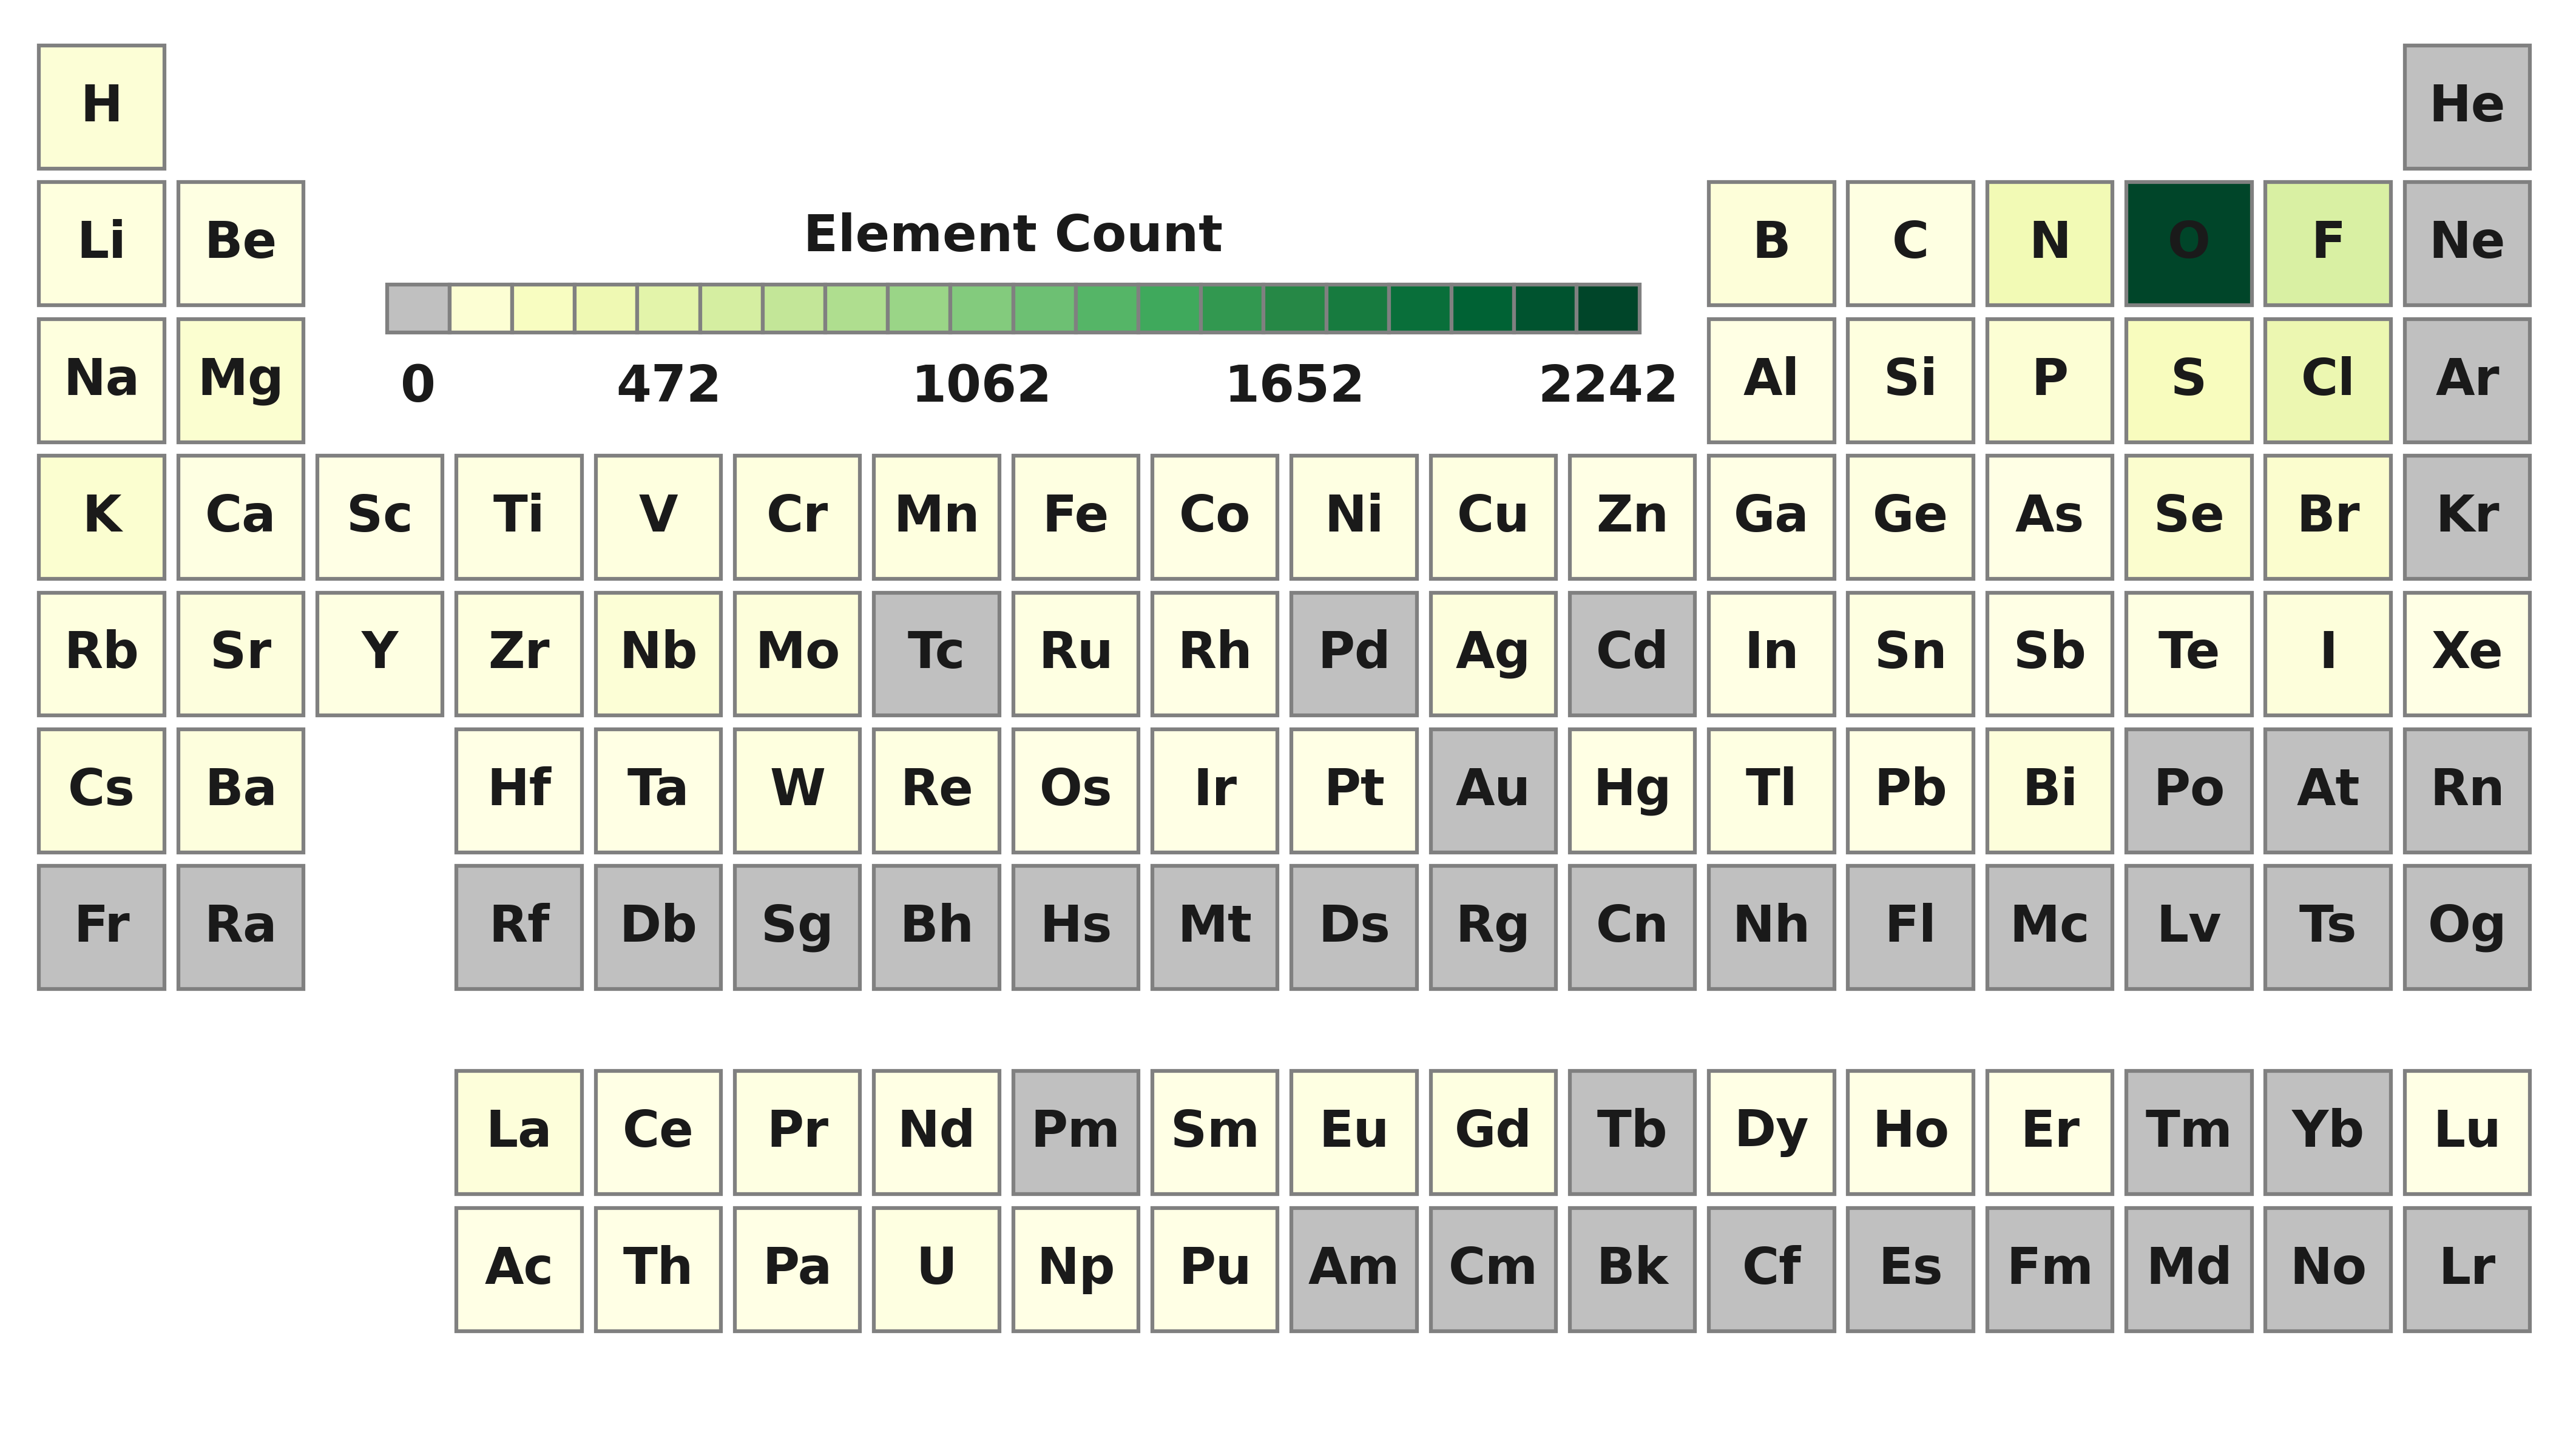 H He
Li Be B C N O F Ne
Element Count
Na Mg Al Si P S Cl Ar
0 472 1062 1652 2242
K Ca Sc Ti V Cr Mn Fe Co Ni Cu Zn Ga Ge As Se Br Kr
Rb Sr Y Zr Nb Mo Tc Ru Rh Pd Ag Cd In Sn Sb Te I Xe
Cs Ba Hf Ta W Re Os Ir Pt Au Hg Tl Pb Bi Po At Rn
Fr Ra Rf Db Sg Bh Hs Mt Ds Rg Cn Nh Fl Mc Lv Ts Og
La Ce Pr Nd Pm Sm Eu Gd Tb Dy Ho Er Tm Yb Lu
Ac Th Pa U Np Pu Am Cm Bk Cf Es Fm Md No Lr